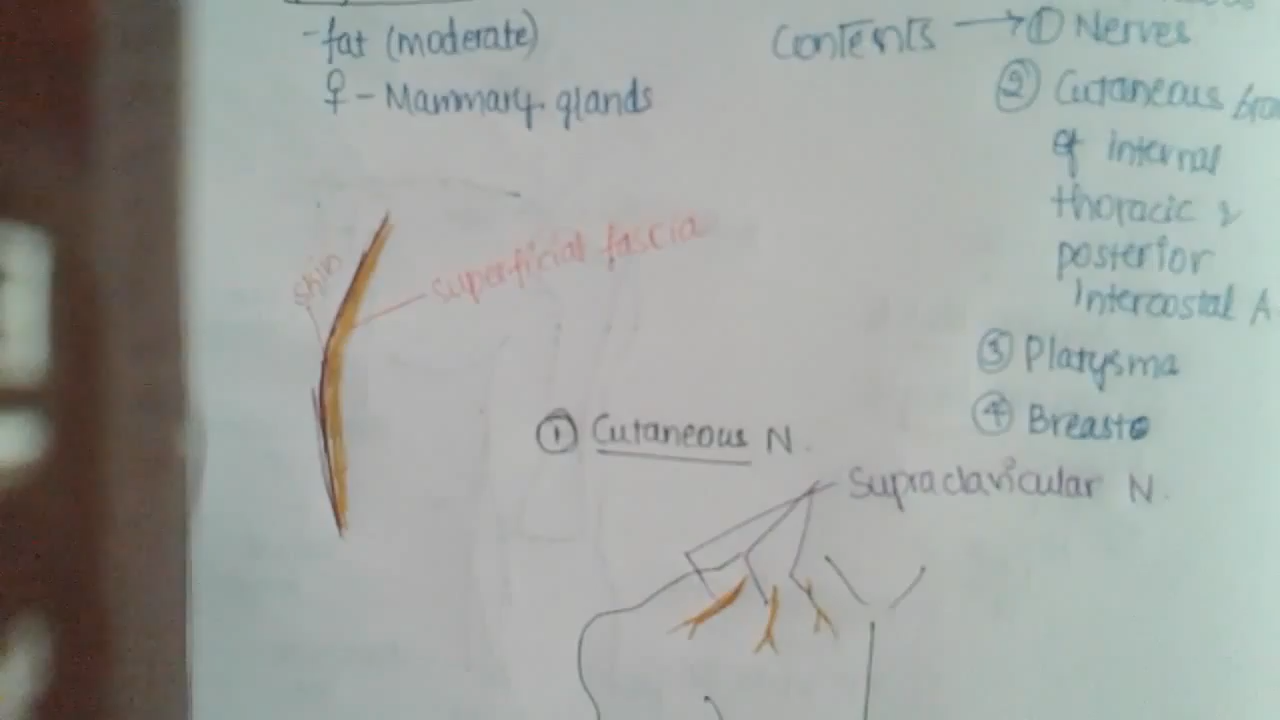 -fat (moderate)
♀ - Mammary glands
Contents → ① Nerves
② Cutaneous
of internal
thoracic &
posterior
Intercostal A
③ Platysma
④ Breast
skin
superficial fascia
① Cutaneous N.
Supraclavicular N.